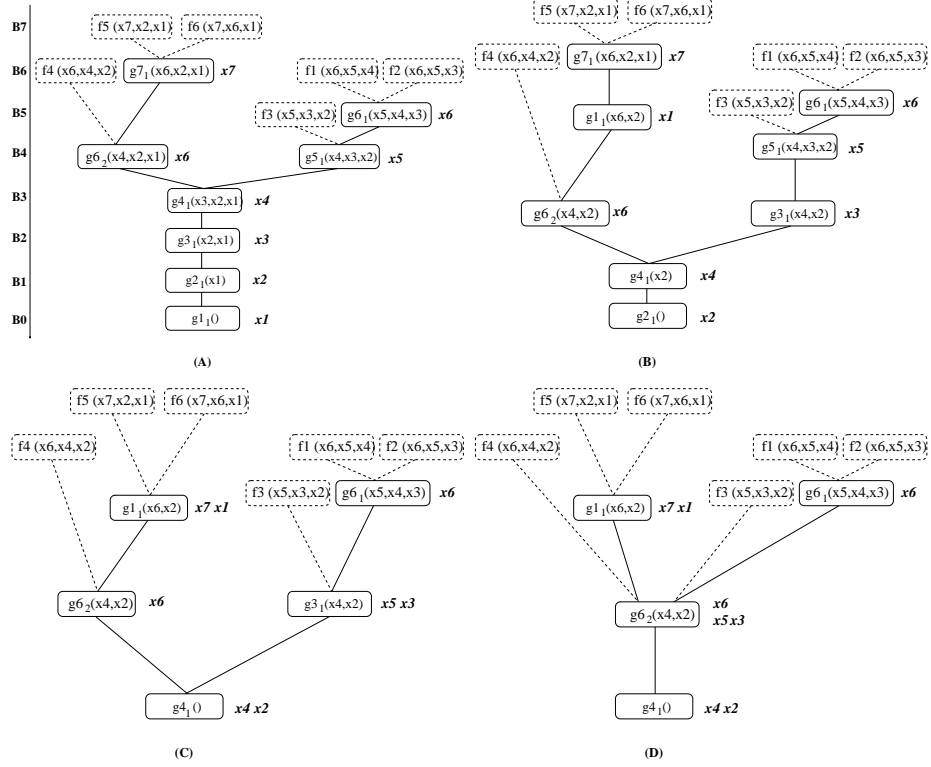 B7 f5 (x7,x2,x1) f6 (x7,x6,x1)
B6 f4 (x6,x4,x2) g7₁(x6,x2,x1) x7 f1 (x6,x5,x4) f2 (x6,x5,x3)
B5 f3 (x5,x3,x2) g6₁(x5,x4,x3) x6
B4 g6₂(x4,x2,x1) x6 g5₁(x4,x3,x2) x5
B3 g4₁(x3,x2,x1) x4
B2 g3₁(x2,x1) x3
B1 g2₁(x1) x2
B0 g1₁() x1
(A)
f5 (x7,x2,x1) f6 (x7,x6,x1)
f4 (x6,x4,x2) g7₁(x6,x2,x1) x7 f1 (x6,x5,x4) f2 (x6,x5,x3)
f3 (x5,x3,x2) g6₁(x5,x4,x3) x6
g1₁(x6,x2) x1
g5₁(x4,x3,x2) x5
g6₂(x4,x2) x6 g3₁(x4,x2) x3
g4₁(x2) x4
g2₁() x2
(B)
f5 (x7,x2,x1) f6 (x7,x6,x1)
f4 (x6,x4,x2) f1 (x6,x5,x4) f2 (x6,x5,x3)
g1₁(x6,x2) x7 x1 f3 (x5,x3,x2) g6₁(x5,x4,x3) x6
g6₂(x4,x2) x6 g3₁(x4,x2) x5 x3
g4₁() x4 x2
(C)
f5 (x7,x2,x1) f6 (x7,x6,x1)
f4 (x6,x4,x2) f1 (x6,x5,x4) f2 (x6,x5,x3)
g1₁(x6,x2) x7 x1 f3 (x5,x3,x2) g6₁(x5,x4,x3) x6
g6₂(x4,x2) x6
x5 x3
g4₁() x4 x2
(D)